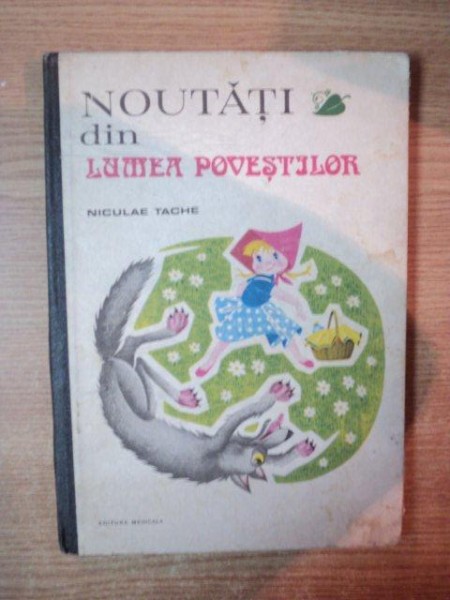 NOUTĂȚI
din
LUMEA POVEȘTILOR
NICULAE TACHE
EDITURA MEDICALĂ